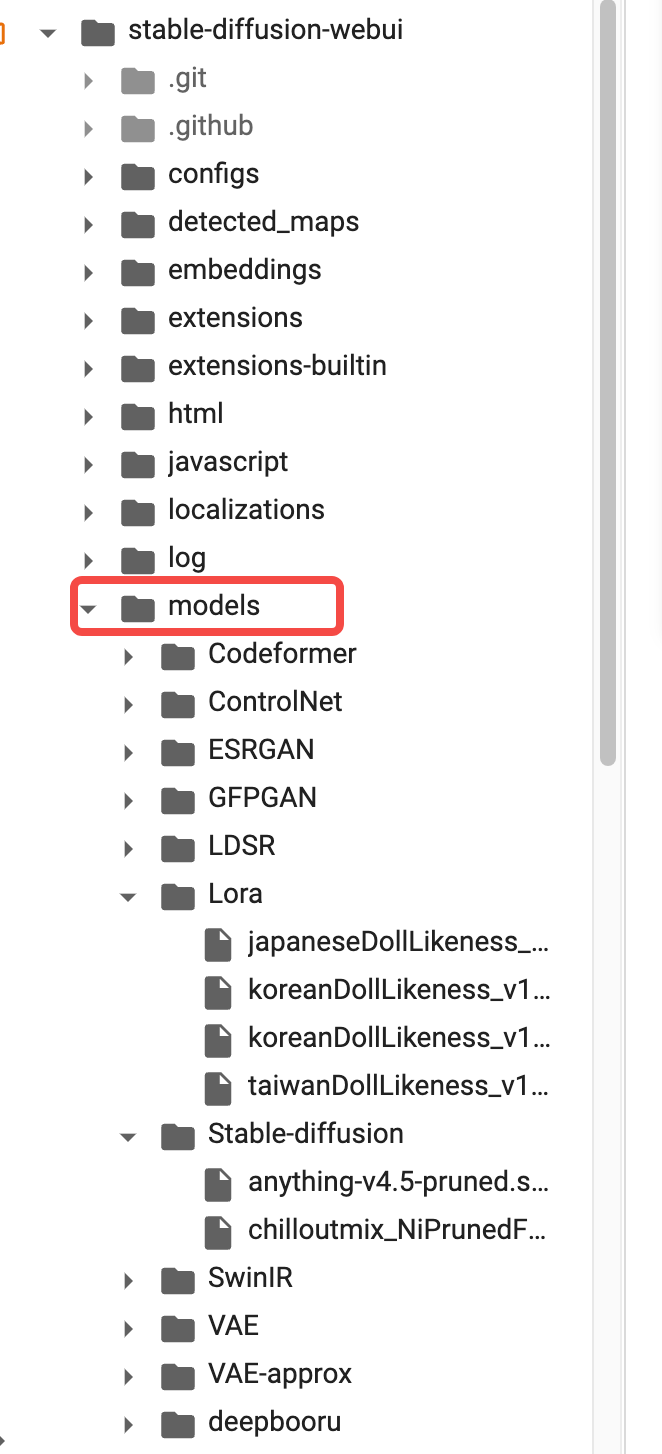 stable-diffusion-webui
.git
.github
configs
detected_maps
embeddings
extensions
extensions-builtin
html
javascript
localizations
log
models
Codeformer
ControlNet
ESRGAN
GFPGAN
LDSR
Lora
japaneseDollLikeness_...
koreanDollLikeness_v1...
koreanDollLikeness_v1...
taiwanDollLikeness_v1...
Stable-diffusion
anything-v4.5-pruned.s...
chilloutmix_NiPrunedF...
SwinIR
VAE
VAE-approx
deepbooru